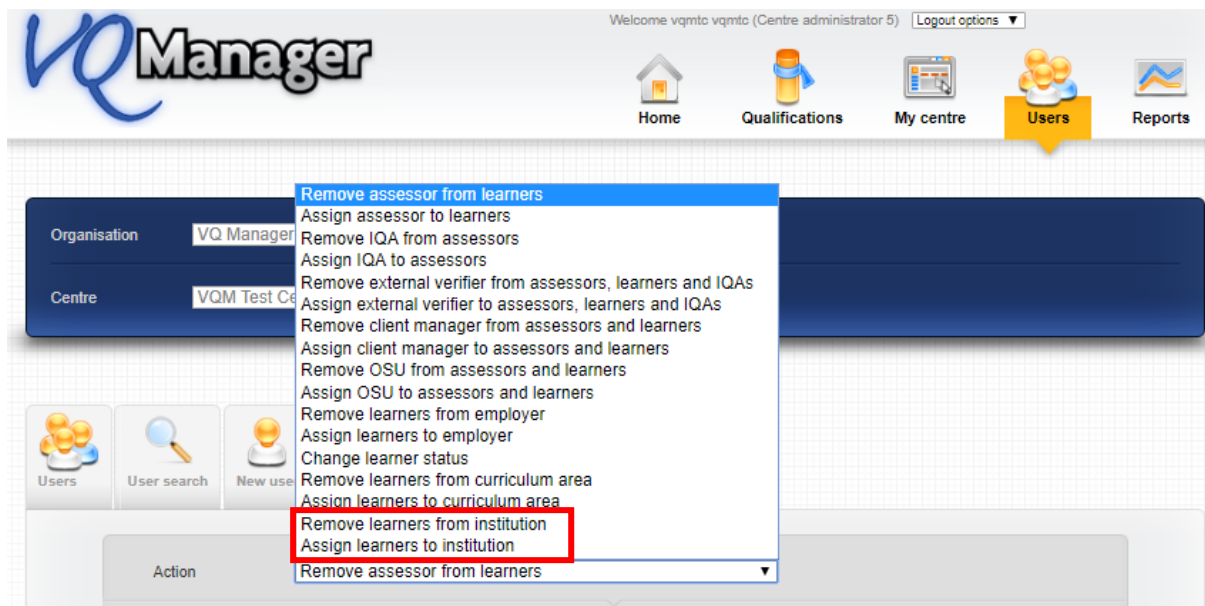 Welcome vqmtc vqmtc (Centre administrator 5) Logout options ▼
VQManager
Home Qualifications My centre Users Reports
Remove assessor from learners
Assign assessor to learners
Organisation VQ Manager
Remove IQA from assessors
Assign IQA to assessors
Remove external verifier from assessors, learners and IQAs
Centre VQM Test Ce
Assign external verifier to assessors, learners and IQAs
Remove client manager from assessors and learners
Assign client manager to assessors and learners
Remove OSU from assessors and learners
Assign OSU to assessors and learners
Remove learners from employer
Assign learners to employer
Change learner status
Users User search New use
Remove learners from curriculum area
Assign learners to curriculum area
Remove learners from institution
Assign learners to institution
Action Remove assessor from learners ▼